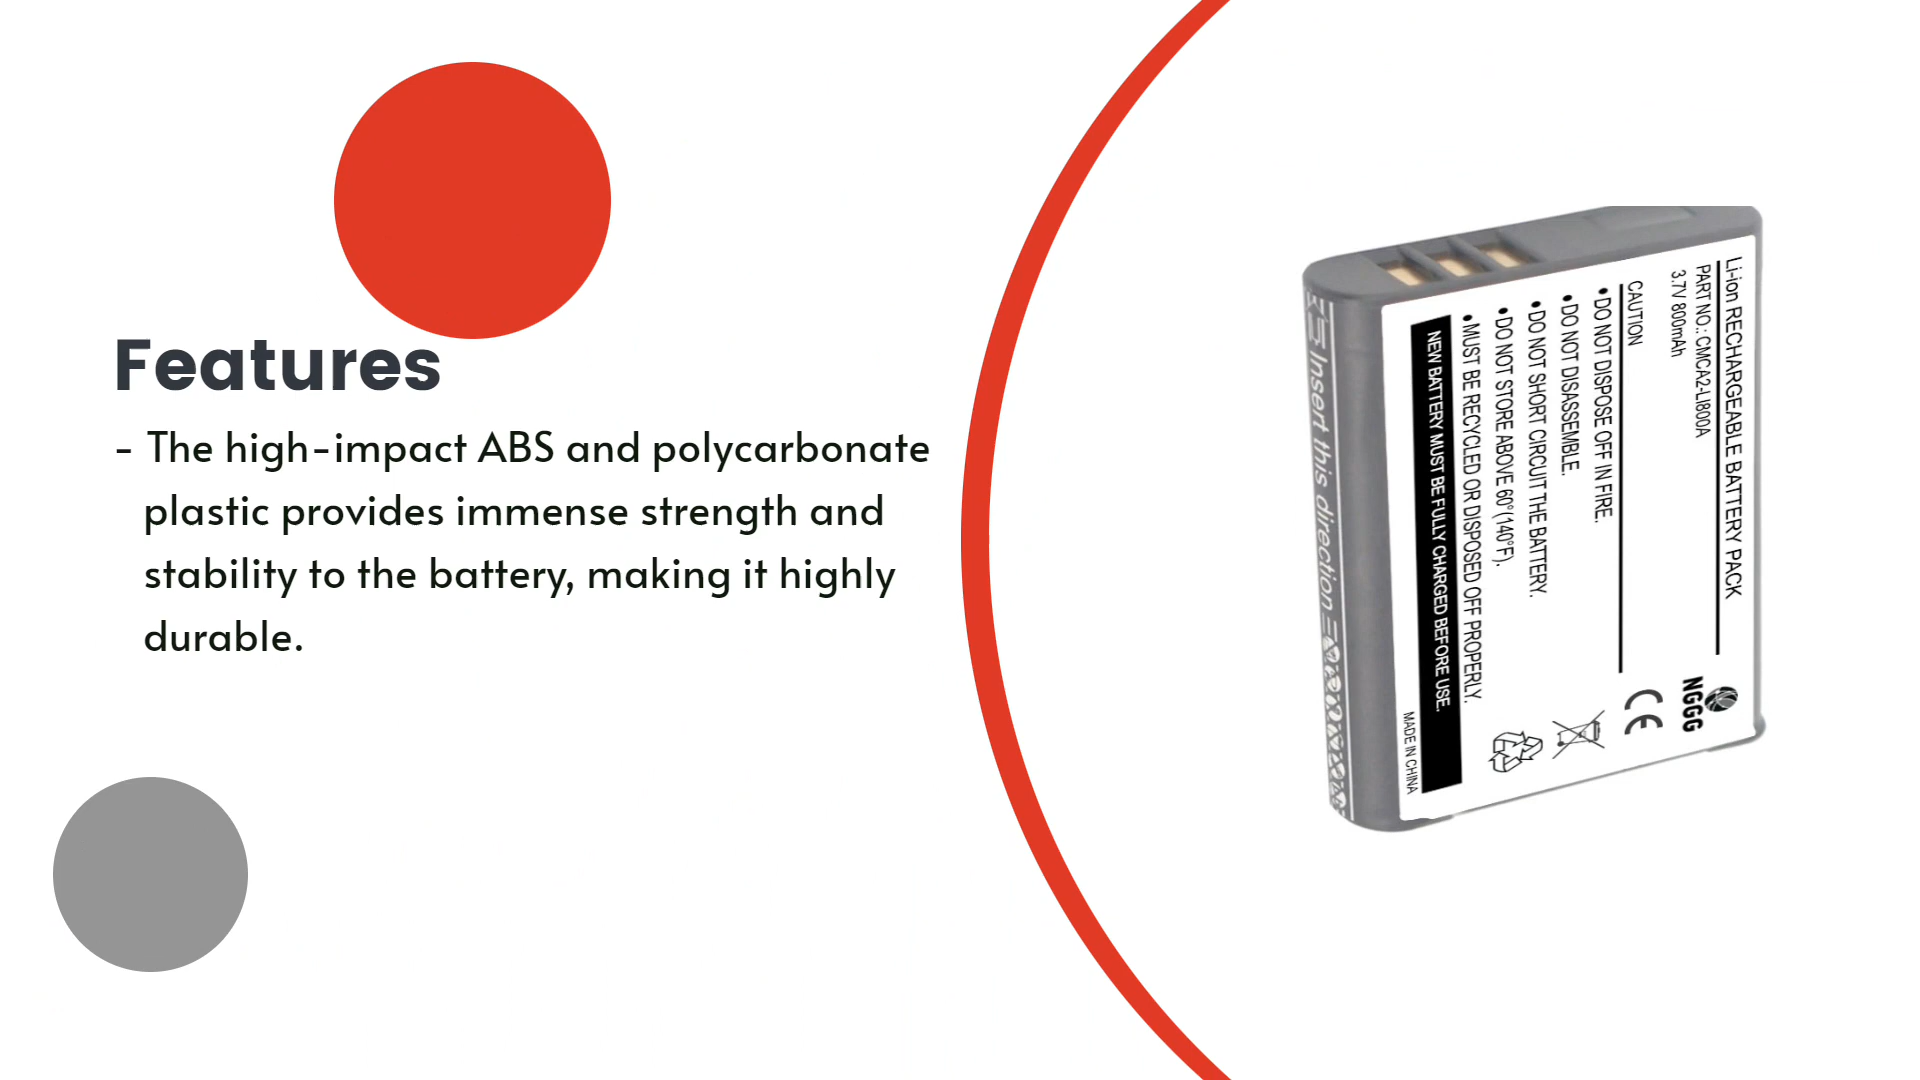 Features
- The high-impact ABS and polycarbonate
plastic provides immense strength and
stability to the battery, making it highly
durable.
Li-ion RECHARGEABLE BATTERY PACK
PART NO.: CMCA2-LI800A
3.7V 800mAh
CAUTION
•DO NOT DISPOSE OFF IN FIRE.
•DO NOT DISASSEMBLE.
•DO NOT SHORT CIRCUIT THE BATTERY.
•DO NOT STORE ABOVE 60°(140°F).
•MUST BE RECYCLED OR DISPOSED OFF PROPERLY.
NEW BATTERY MUST BE FULLY CHARGED BEFORE USE.
MADE IN CHINA
NGGG
CE
Insert this direction